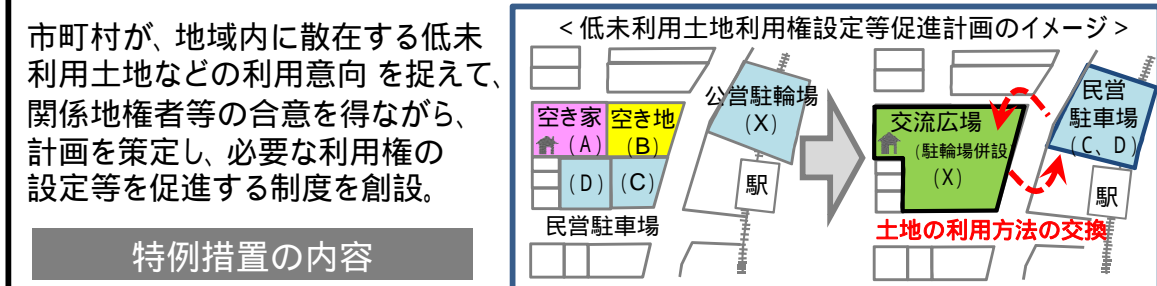 市町村が、地域内に散在する低未
利用土地などの利用意向 を捉えて、
関係地権者等の合意を得ながら、
計画を策定し、必要な利用権の
設定等を促進する制度を創設。
特例措置の内容
<低未利用土地利用権設定等促進計画のイメージ>
空き家
(A)
空き地
(B)
(D)
(C)
民営駐車場
公営駐輪場
(X)
駅
交流広場
(駐輪場併設)
(X)
民営
駐車場
(C、D)
駅
土地の利用方法の交換